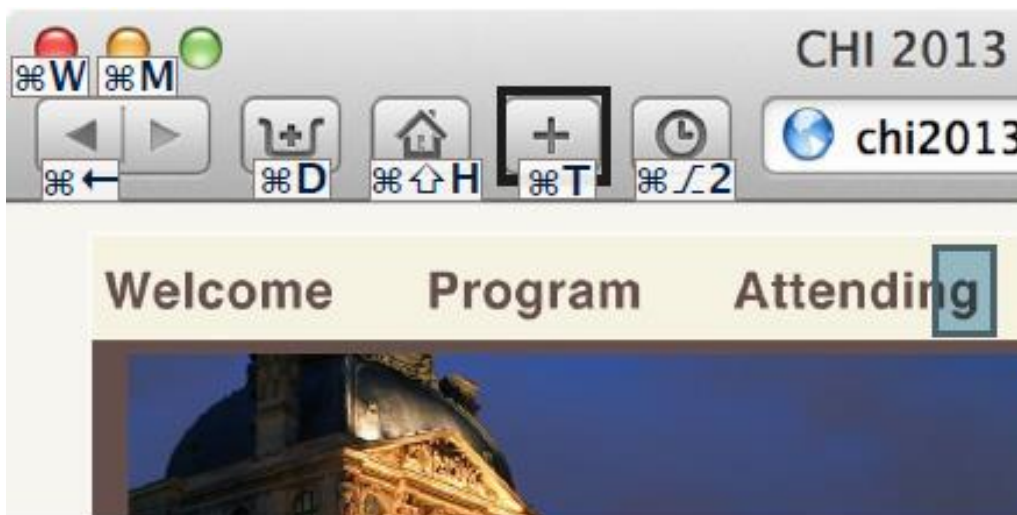 CHI 2013
⌘W ⌘M
chi2013
⌘← ⌘D ⌘⇧H ⌘T ⌘⌥2
Welcome Program Attending